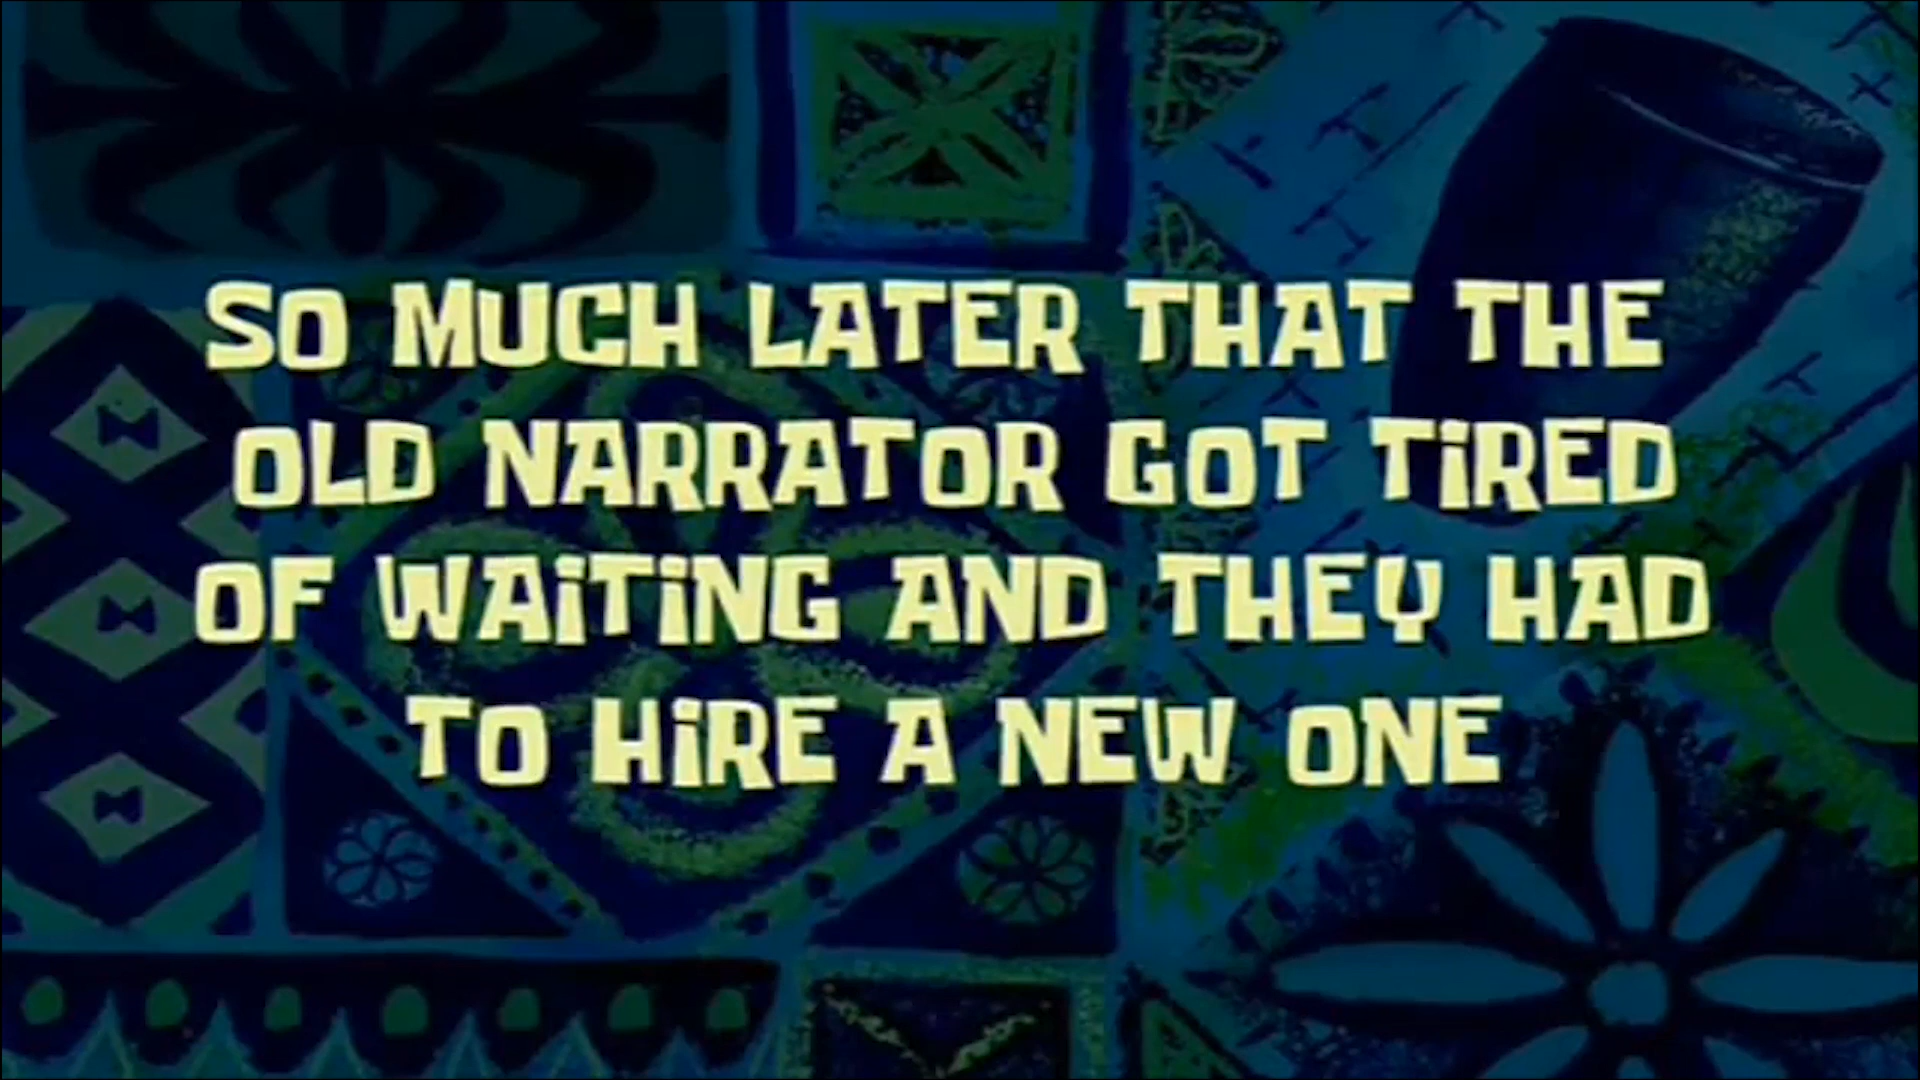 SO MUCH LATER THAT THE
OLD NARRATOR GOT TIRED
OF WAITING AND THEY HAD
TO HIRE A NEW ONE